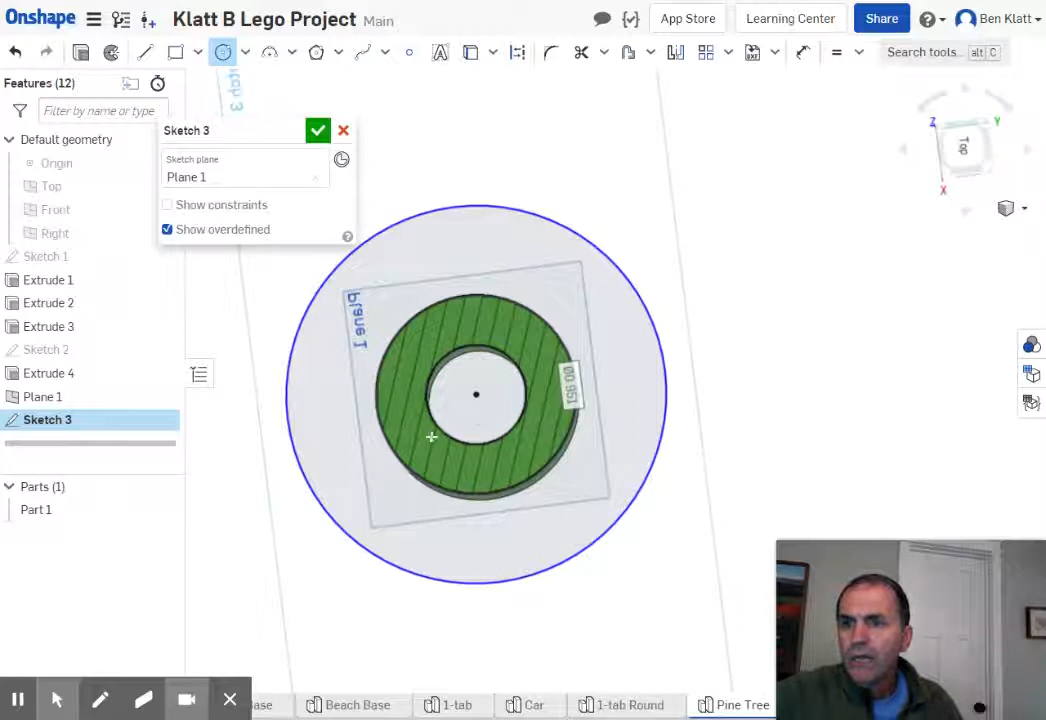 Onshape
Klatt B Lego Project Main
App Store
Learning Center
Share
Ben Klatt
Search tools... alt C
Features (12)
Filter by name or type
Default geometry
Origin
Top
Front
Right
Sketch 1
Extrude 1
Extrude 2
Extrude 3
Sketch 2
Extrude 4
Plane 1
Sketch 3
Parts (1)
Part 1
Sketch 3
Sketch plane
Plane 1
Show constraints
Show overdefined
Plane 1
Ø0.951
Z
Y
Top
X
Beach Base
1-tab
Car
1-tab Round
Pine Tree